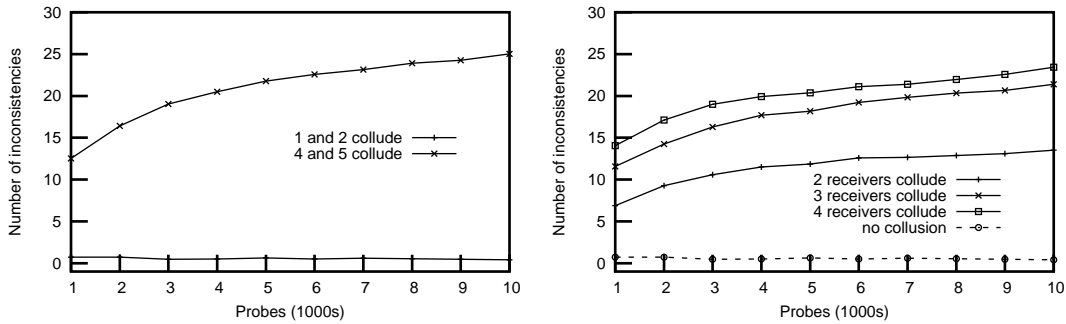 30
25
20
15
10
5
0
Number of inconsistencies
1 and 2 collude
4 and 5 collude
1 2 3 4 5 6 7 8 9 10
Probes (1000s)
30
25
20
15
10
5
0
Number of inconsistencies
2 receivers collude
3 receivers collude
4 receivers collude
no collusion
1 2 3 4 5 6 7 8 9 10
Probes (1000s)